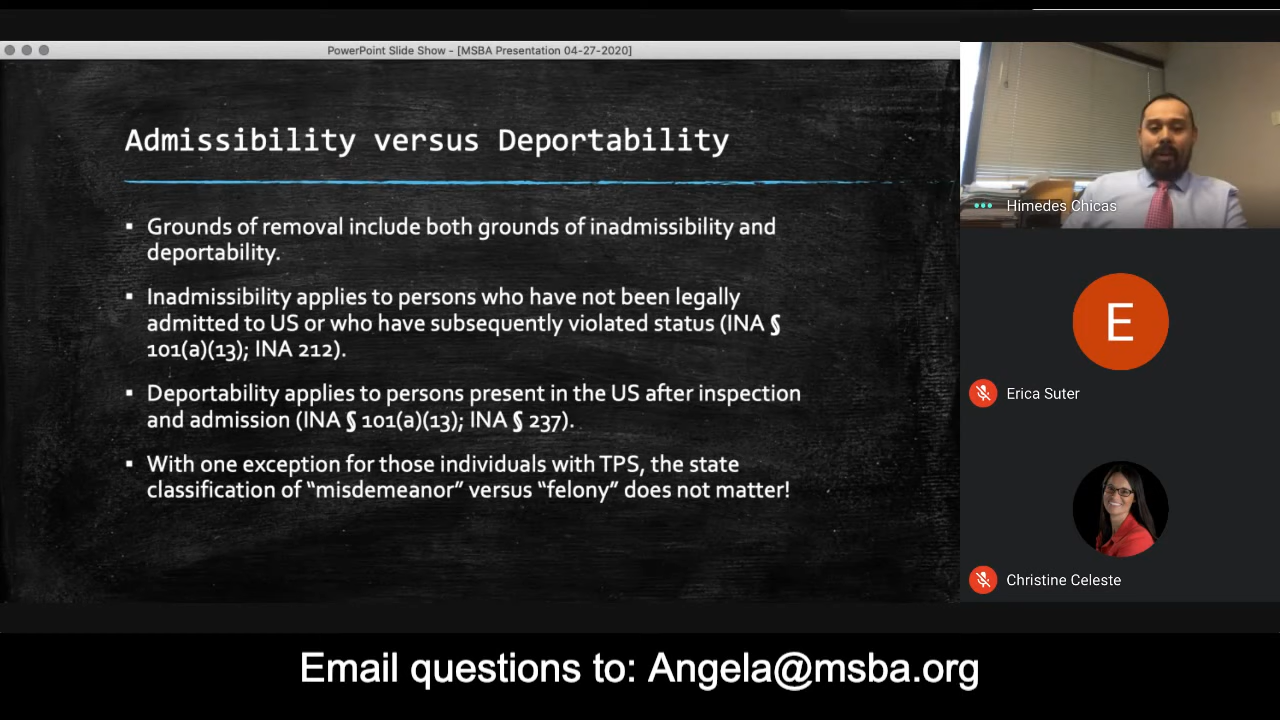 PowerPoint Slide Show - [MSBA Presentation 04-27-2020]
Admissibility versus Deportability
▪ Grounds of removal include both grounds of inadmissibility and
deportability.
▪ Inadmissibility applies to persons who have not been legally
admitted to US or who have subsequently violated status (INA §
101(a)(13); INA 212).
▪ Deportability applies to persons present in the US after inspection
and admission (INA § 101(a)(13); INA § 237).
▪ With one exception for those individuals with TPS, the state
classification of “misdemeanor” versus “felony” does not matter!
Himedes Chicas
E
Erica Suter
Christine Celeste
Email questions to: Angela@msba.org